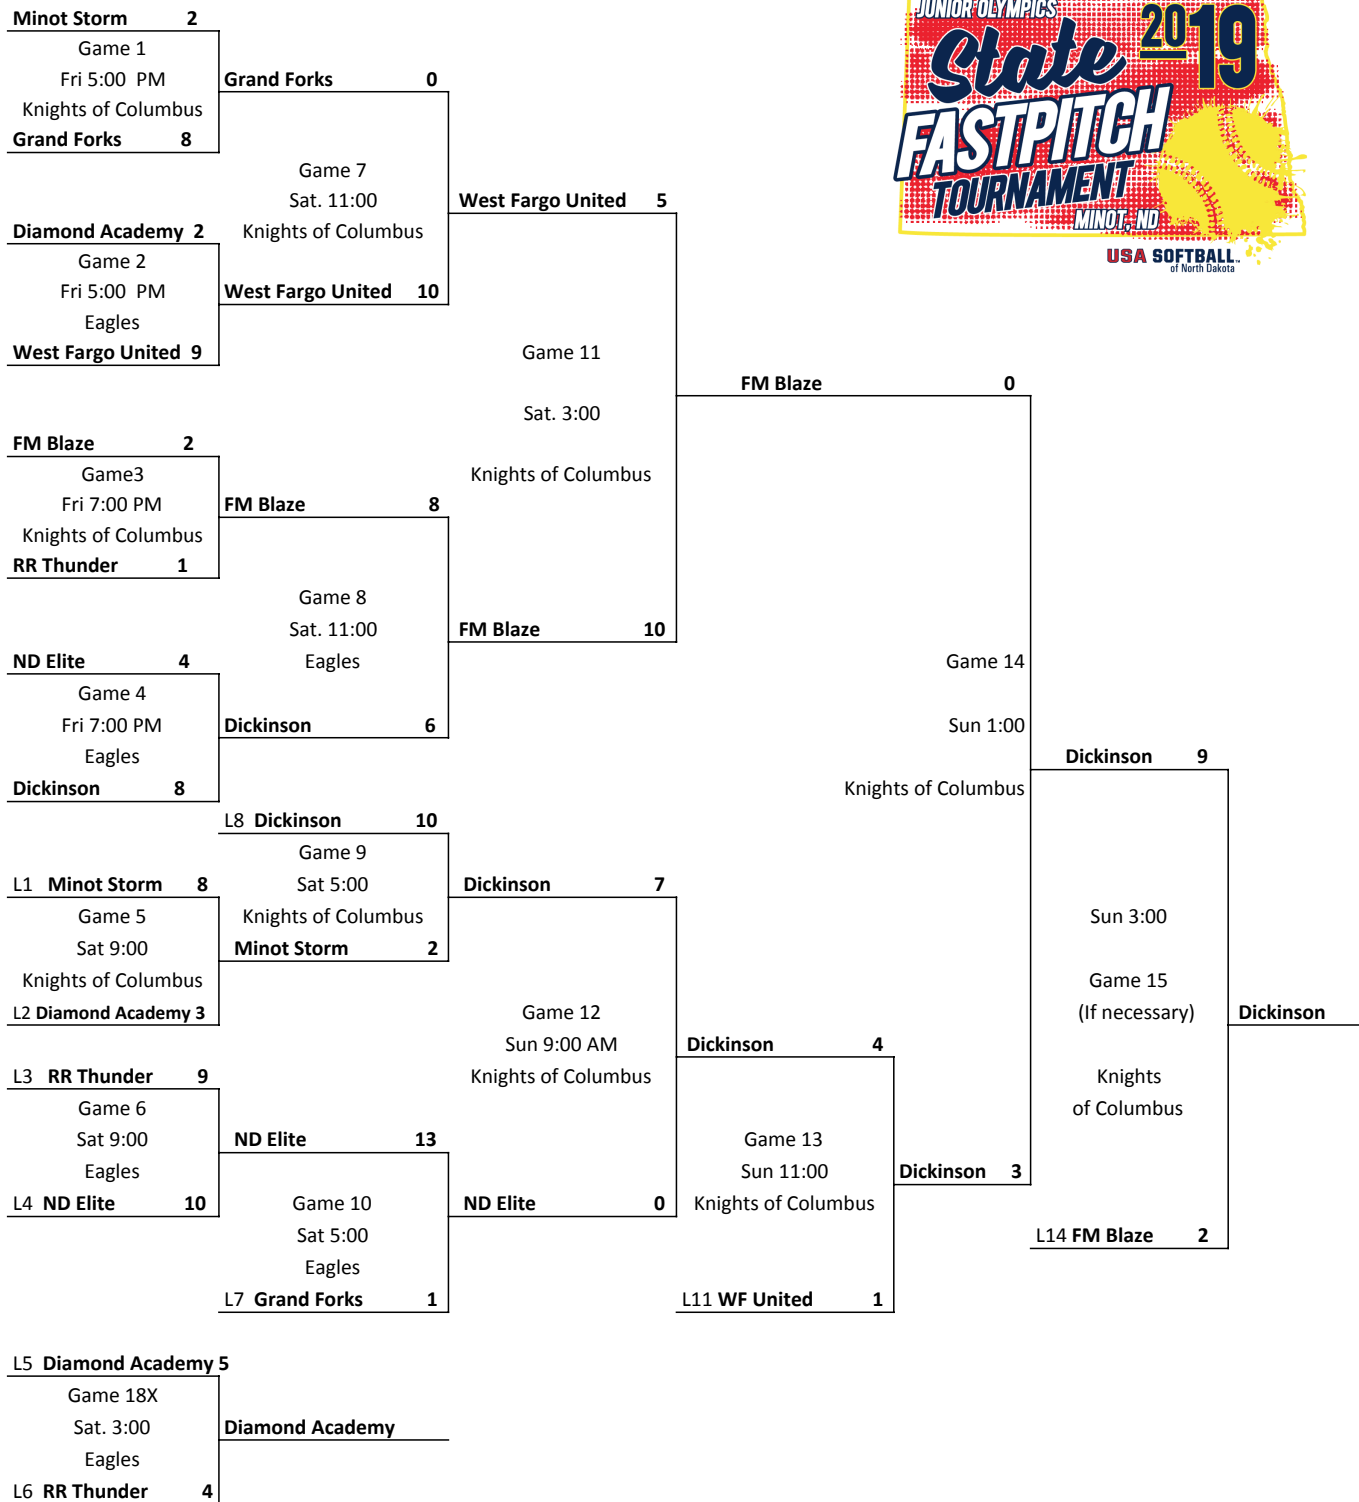 JUNIOR OLYMPICS
State
2019
FASTPITCH
TOURNAMENT
MINOT, ND
USA SOFTBALL™
of North Dakota
Minot Storm 2
Game 1
Fri 5:00 PM
Knights of Columbus
Grand Forks 8
Grand Forks 0
Game 7
Sat. 11:00
Knights of Columbus
West Fargo United 10
Diamond Academy 2
Game 2
Fri 5:00 PM
Eagles
West Fargo United 9
West Fargo United 5
Game 11
Sat. 3:00
Knights of Columbus
FM Blaze 10
FM Blaze 2
Game3
Fri 7:00 PM
Knights of Columbus
RR Thunder 1
FM Blaze 8
Game 8
Sat. 11:00
Eagles
Dickinson 6
ND Elite 4
Game 4
Fri 7:00 PM
Eagles
Dickinson 8
FM Blaze 0
Game 14
Sun 1:00
Knights of Columbus
L8 Dickinson 10
Game 9
Sat 5:00
Knights of Columbus
Minot Storm 2
L1 Minot Storm 8
Game 5
Sat 9:00
Knights of Columbus
L2 Diamond Academy 3
Dickinson 7
Game 12
Sun 9:00 AM
Knights of Columbus
ND Elite 0
L3 RR Thunder 9
Game 6
Sat 9:00
Eagles
L4 ND Elite 10
ND Elite 13
Game 10
Sat 5:00
Eagles
L7 Grand Forks 1
Dickinson 4
Game 13
Sun 11:00
Knights of Columbus
L11 WF United 1
Dickinson 3
Dickinson 9
Sun 3:00
Game 15
(If necessary)
Knights
of Columbus
L14 FM Blaze 2
Dickinson
L5 Diamond Academy 5
Game 18X
Sat. 3:00
Eagles
L6 RR Thunder 4
Diamond Academy